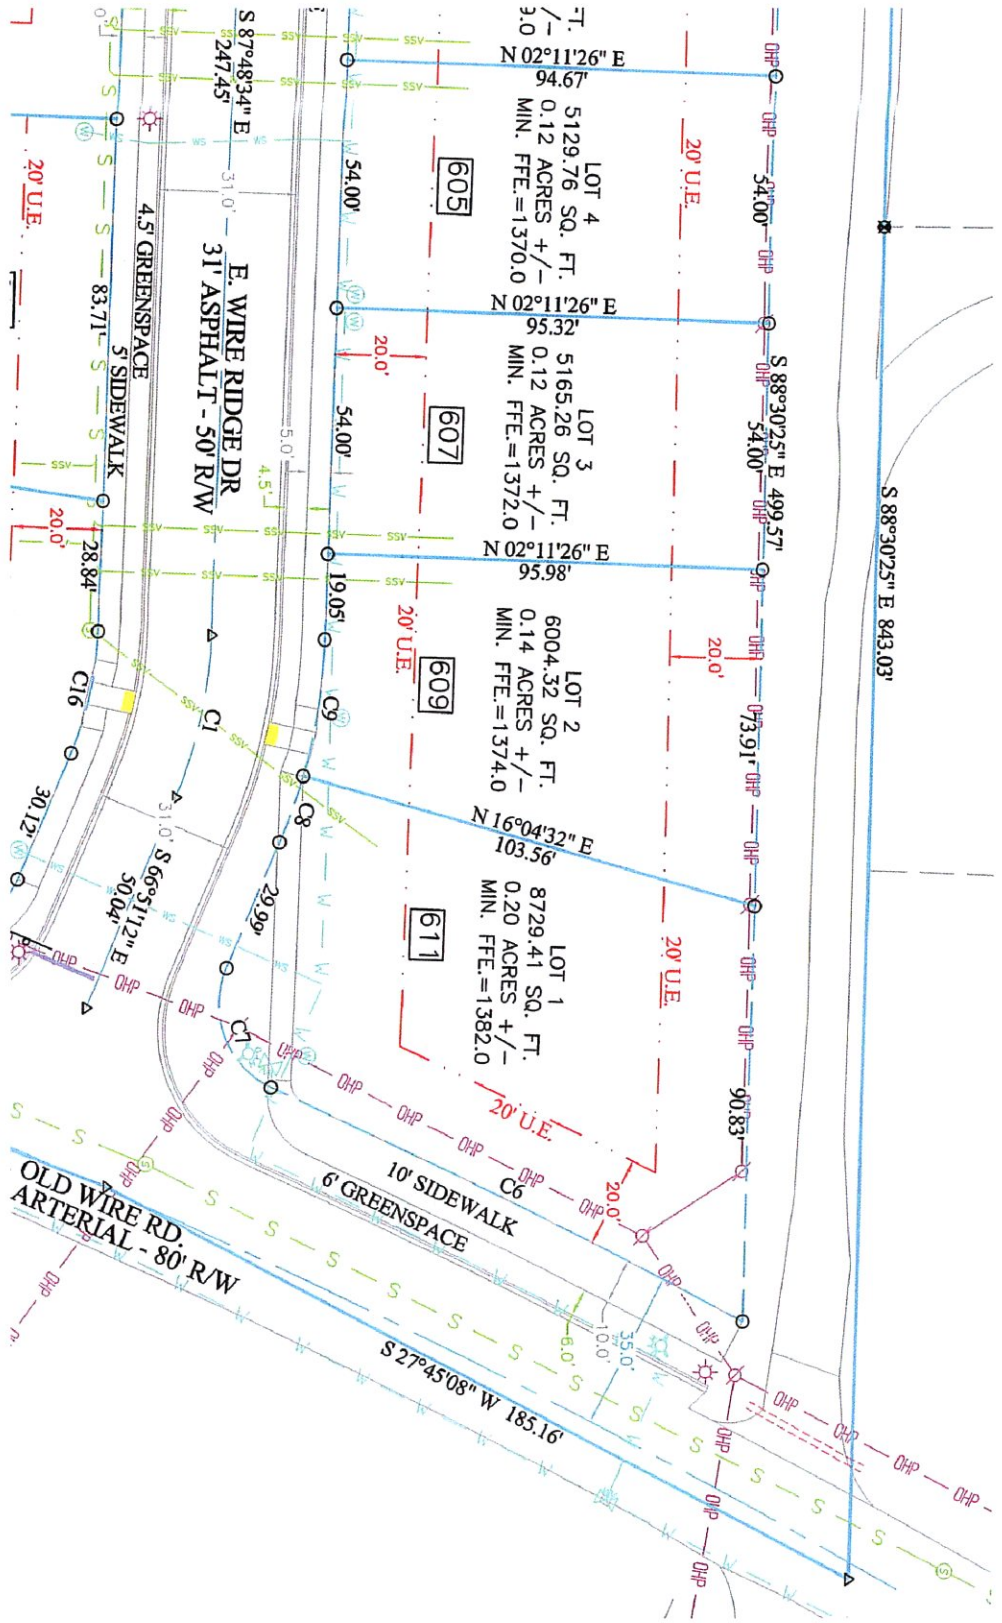 S 88°30'25" E 843.03'
S 88°30'25" E 499.57'
54.00'
54.00'
73.91'
90.83'
OHP
20' U.E.
20.0'
20' U.E.
FT.
+/-
9.0
N 02°11'26" E
94.67'
LOT 4
5129.76 SQ. FT.
0.12 ACRES +/-
MIN. FFE.=1370.0
605
N 02°11'26" E
95.32'
LOT 3
5165.26 SQ. FT.
0.12 ACRES +/-
MIN. FFE.=1372.0
607
N 02°11'26" E
95.98'
LOT 2
6004.32 SQ. FT.
0.14 ACRES +/-
MIN. FFE.=1374.0
609
N 16°04'32" E
103.56'
LOT 1
8729.41 SQ. FT.
0.20 ACRES +/-
MIN. FFE.=1382.0
611
20.0'
20' U.E.
20' U.E.
20.0'
54.00'
54.00'
19.05'
C9
C8
29.99'
C7
C6
10' SIDEWALK
6' GREENSPACE
35.0'
10.0'
6.0'
5.0'
4.5'
S 87°48'34" E
247.45'
31.0'
E. WIRE RIDGE DR
31' ASPHALT - 50' R/W
C1
31.0'
S 66°51'12" E
50.04'
4.5' GREENSPACE
5' SIDEWALK
83.71'
28.84'
C16
30.12'
20' U.E.
20.0'
OLD WIRE RD.
ARTERIAL - 80' R/W
S 27°45'08" W 185.16'